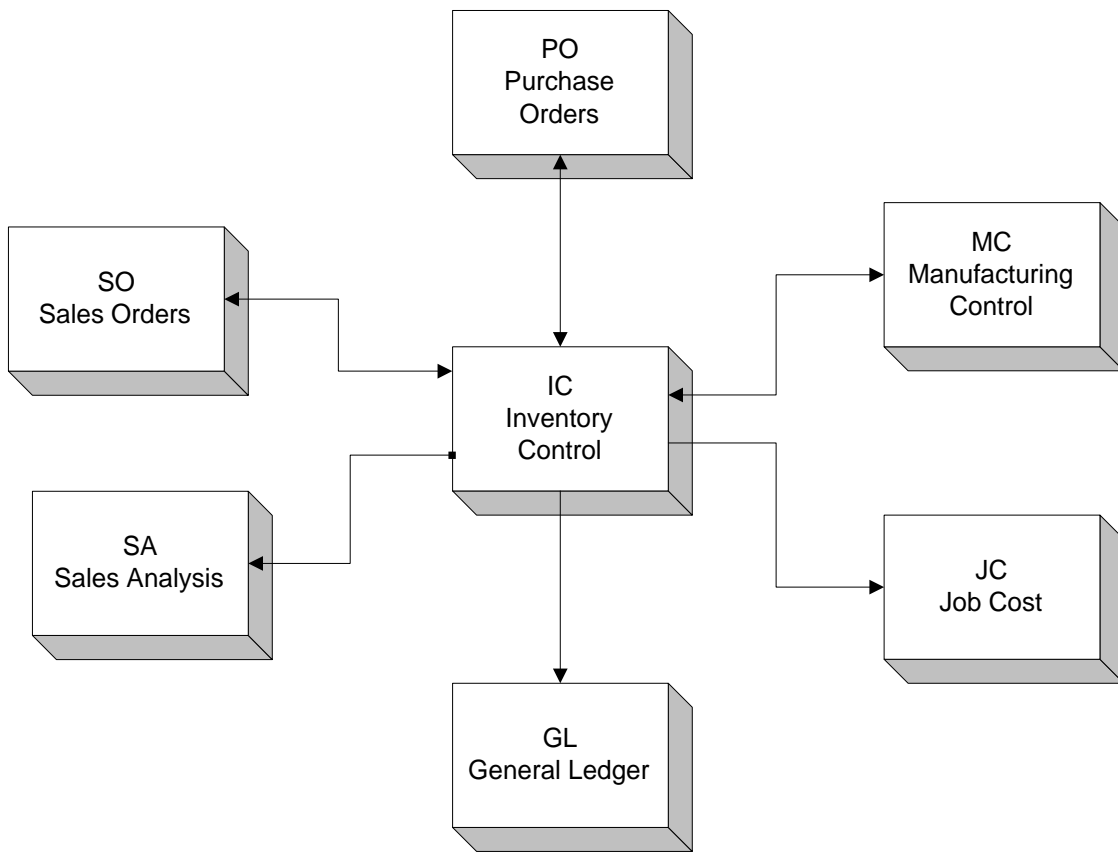 PO
Purchase
Orders
SO
Sales Orders
MC
Manufacturing
Control
IC
Inventory
Control
SA
Sales Analysis
JC
Job Cost
GL
General Ledger